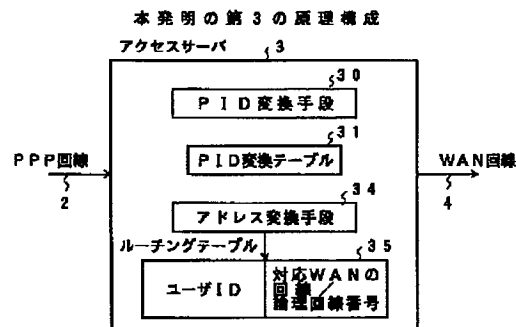 本発明の第3の原理構成
アクセスサーバ 3
30
PID変換手段
31
PID変換テーブル
PPP回線
2
WAN回線
4
34
アドレス変換手段
ルーチングテーブル
35
ユーザID
対応WANの
回線
論理回線番号